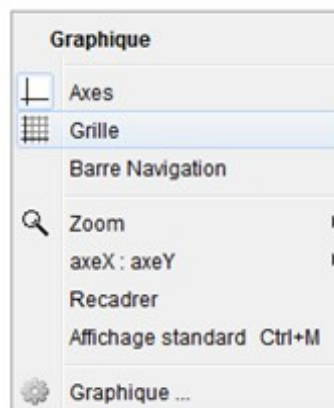 Graphique
Axes
Grille
Barre Navigation
Zoom
axeX : axeY
Recadrer
Affichage standard Ctrl+M
Graphique ...